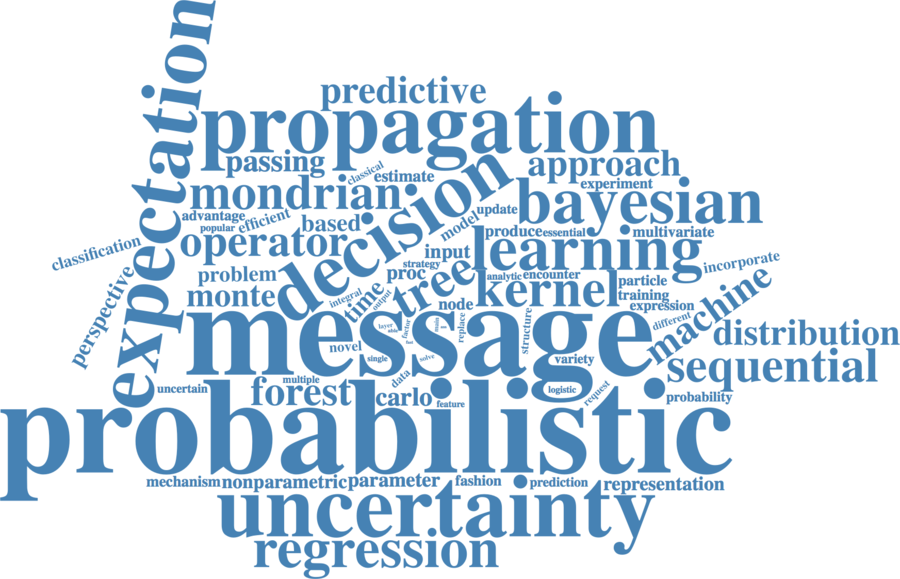 expectation
predictive
propagation
passing
classical
estimate
approach
experiment
mondrian
decision
bayesian
advantage
popular
efficient
based
model
update
produce
essential
multivariate
classification
operator
input
learning
incorporate
perspective
problem
strategy
proc
tree
analytic
encounter
kernel
particle
training
monte
integral
time
output
node
expression
machine
message
layer
factor
replace
structure
different
distribution
novel
single
solve
variety
sequential
uncertain
multiple
forest
data
carlo
feature
logistic
request
probability
probabilistic
mechanism
nonparametric
parameter
fashion
prediction
representation
uncertainty
regression